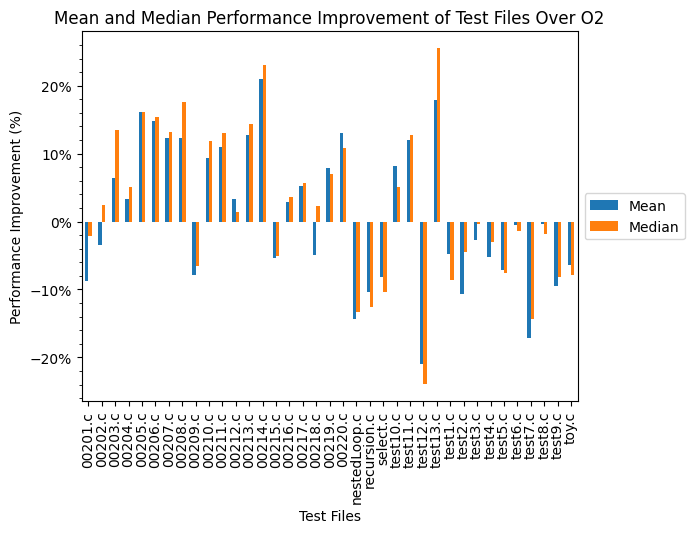 Mean and Median Performance Improvement of Test Files Over O2
Performance Improvement (%)
20%
10%
0%
−10%
−20%
Mean
Median
00201.c
00202.c
00203.c
00204.c
00205.c
00206.c
00207.c
00208.c
00209.c
00210.c
00211.c
00212.c
00213.c
00214.c
00215.c
00216.c
00217.c
00218.c
00219.c
00220.c
nestedLoop.c
recursion.c
select.c
test10.c
test11.c
test12.c
test13.c
test1.c
test2.c
test3.c
test4.c
test5.c
test6.c
test7.c
test8.c
test9.c
toy.c
Test Files